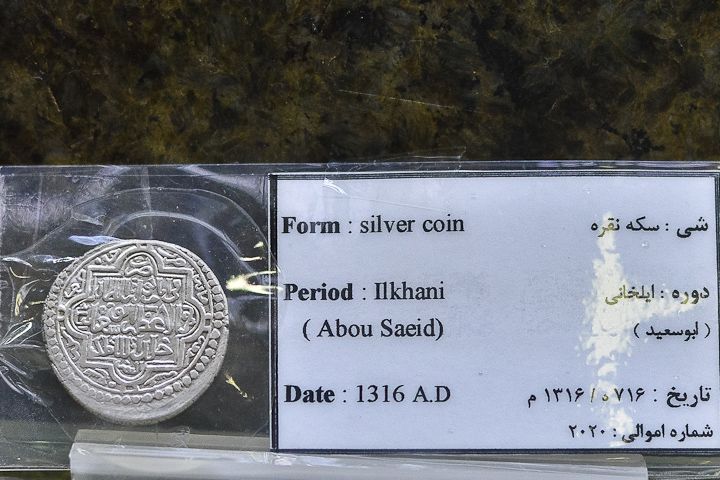 Form : silver coin
Period : Ilkhani
( Abou Saeid)
Date : 1316 A.D
شی : سکه نقره
دوره : ایلخانی
( ابوسعید )
تاریخ : ۷۱۶ ه / ۱۳۱۶ م
شماره اموالی : ۲۰۲۰